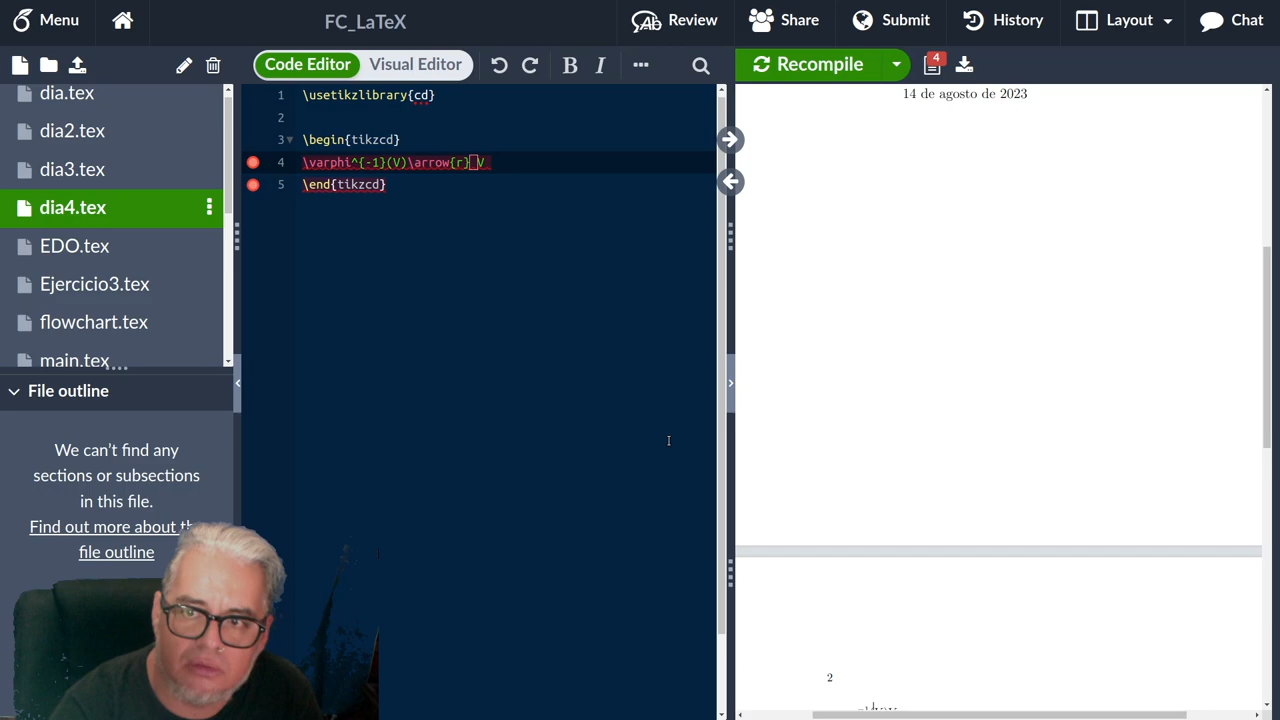 Menu
FC_LaTeX
Review
Share
Submit
History
Layout
Chat
Code Editor
Visual Editor
B
I
Recompile
4
dia.tex
dia2.tex
dia3.tex
dia4.tex
EDO.tex
Ejercicio3.tex
flowchart.tex
main.tex
File outline
We can't find any
sections or subsections
in this file.
Find out more about th
file outline
1 \usetikzlibrary{cd}
2
3 \begin{tikzcd}
4 \varphi^{-1}(V)\arrow{r} V
5 \end{tikzcd}
14 de agosto de 2023
2